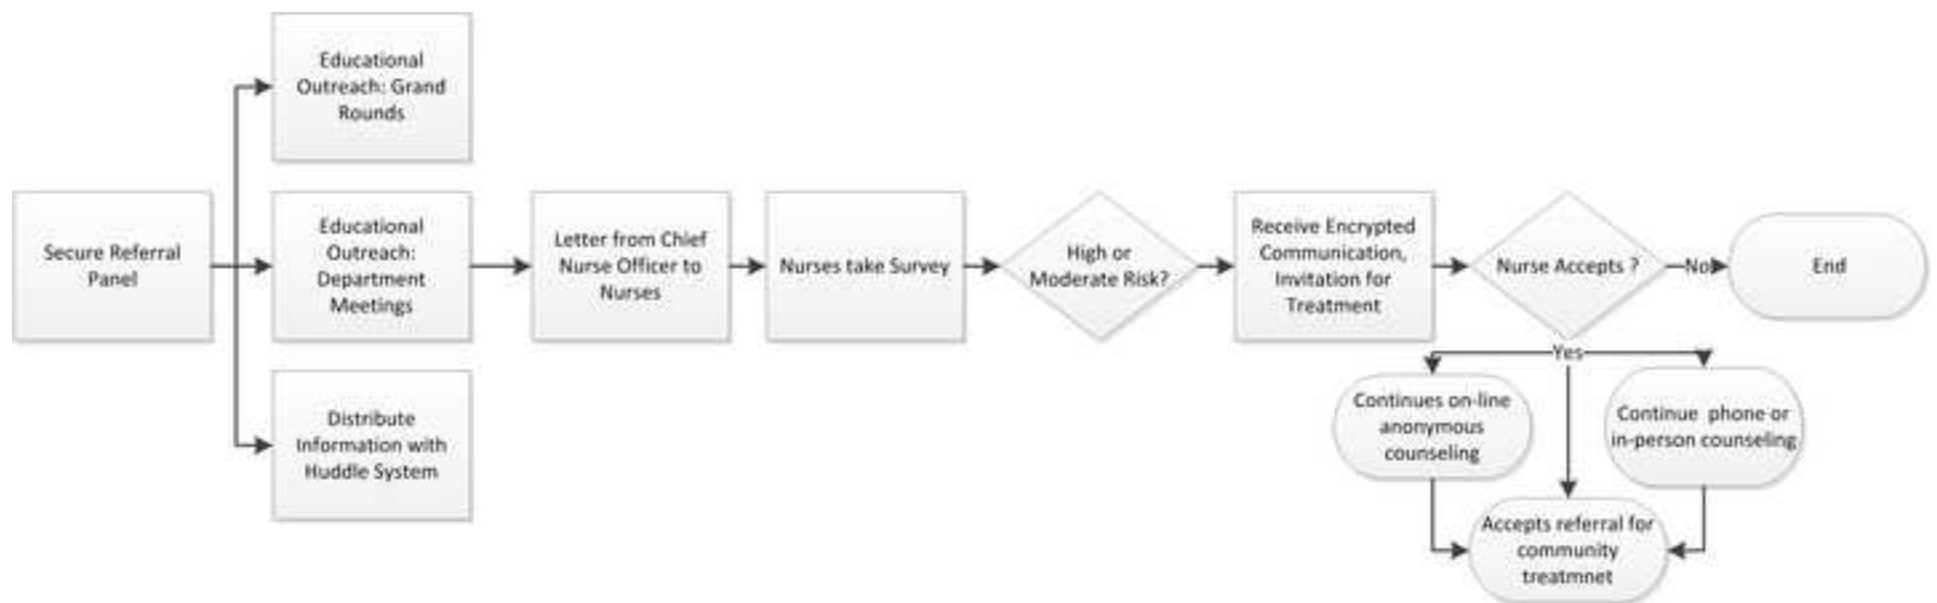 Educational
Outreach: Grand
Rounds
Secure Referral
Panel
Educational
Outreach:
Department
Meetings
Distribute
Information with
Huddle System
Letter from Chief
Nurse Officer to
Nurses
Nurses take Survey
High or
Moderate Risk?
Receive Encrypted
Communication,
Invitation for
Treatment
Nurse Accepts ?
No
End
Yes
Continues on-line
anonymous
counseling
Continue phone or
in-person counseling
Accepts referral for
community
treatmnet